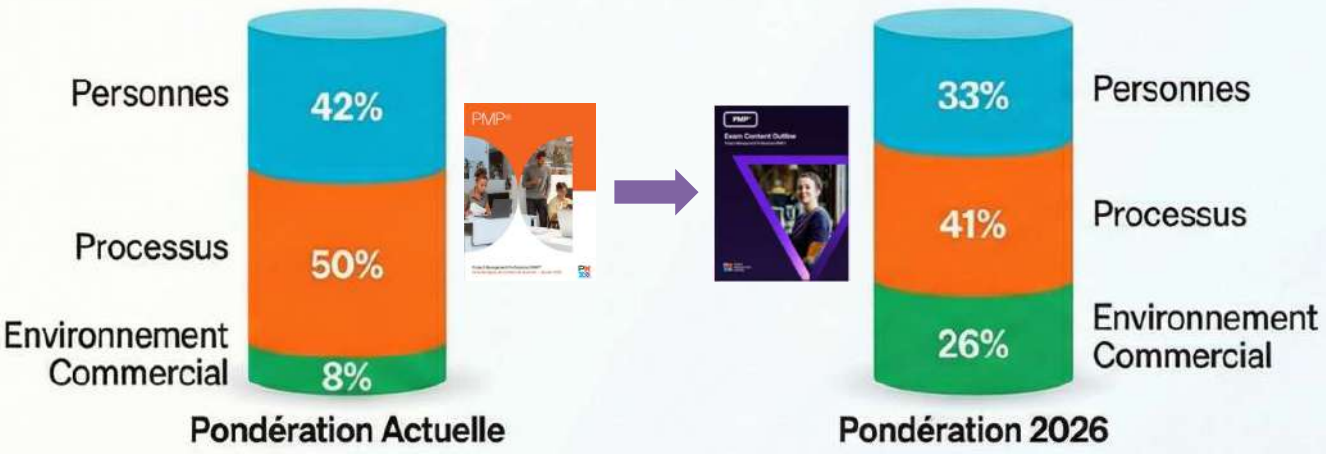 Personnes
42%
Processus
50%
Environnement
Commercial
8%
Pondération Actuelle
PMP®
PMP®
Exam Content Outline
33%
Personnes
41%
Processus
26%
Environnement
Commercial
Pondération 2026